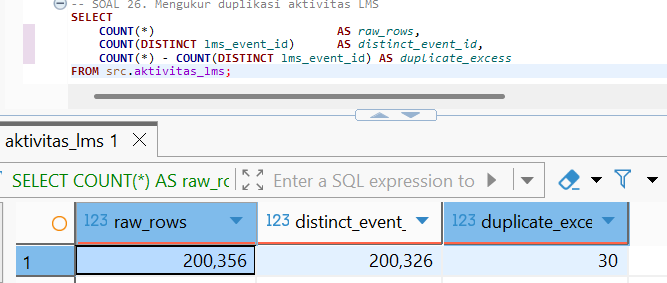 -- SOAL 26. Mengukur duplikasi aktivitas LMS
SELECT
COUNT(*) AS raw_rows,
COUNT(DISTINCT lms_event_id) AS distinct_event_id,
COUNT(*) - COUNT(DISTINCT lms_event_id) AS duplicate_excess
FROM src.aktivitas_lms;
aktivitas_lms 1
SELECT COUNT(*) AS raw_rc Enter a SQL expression to
123 raw_rows 123 distinct_event_ 123 duplicate_exce
1 200,356 200,326 30